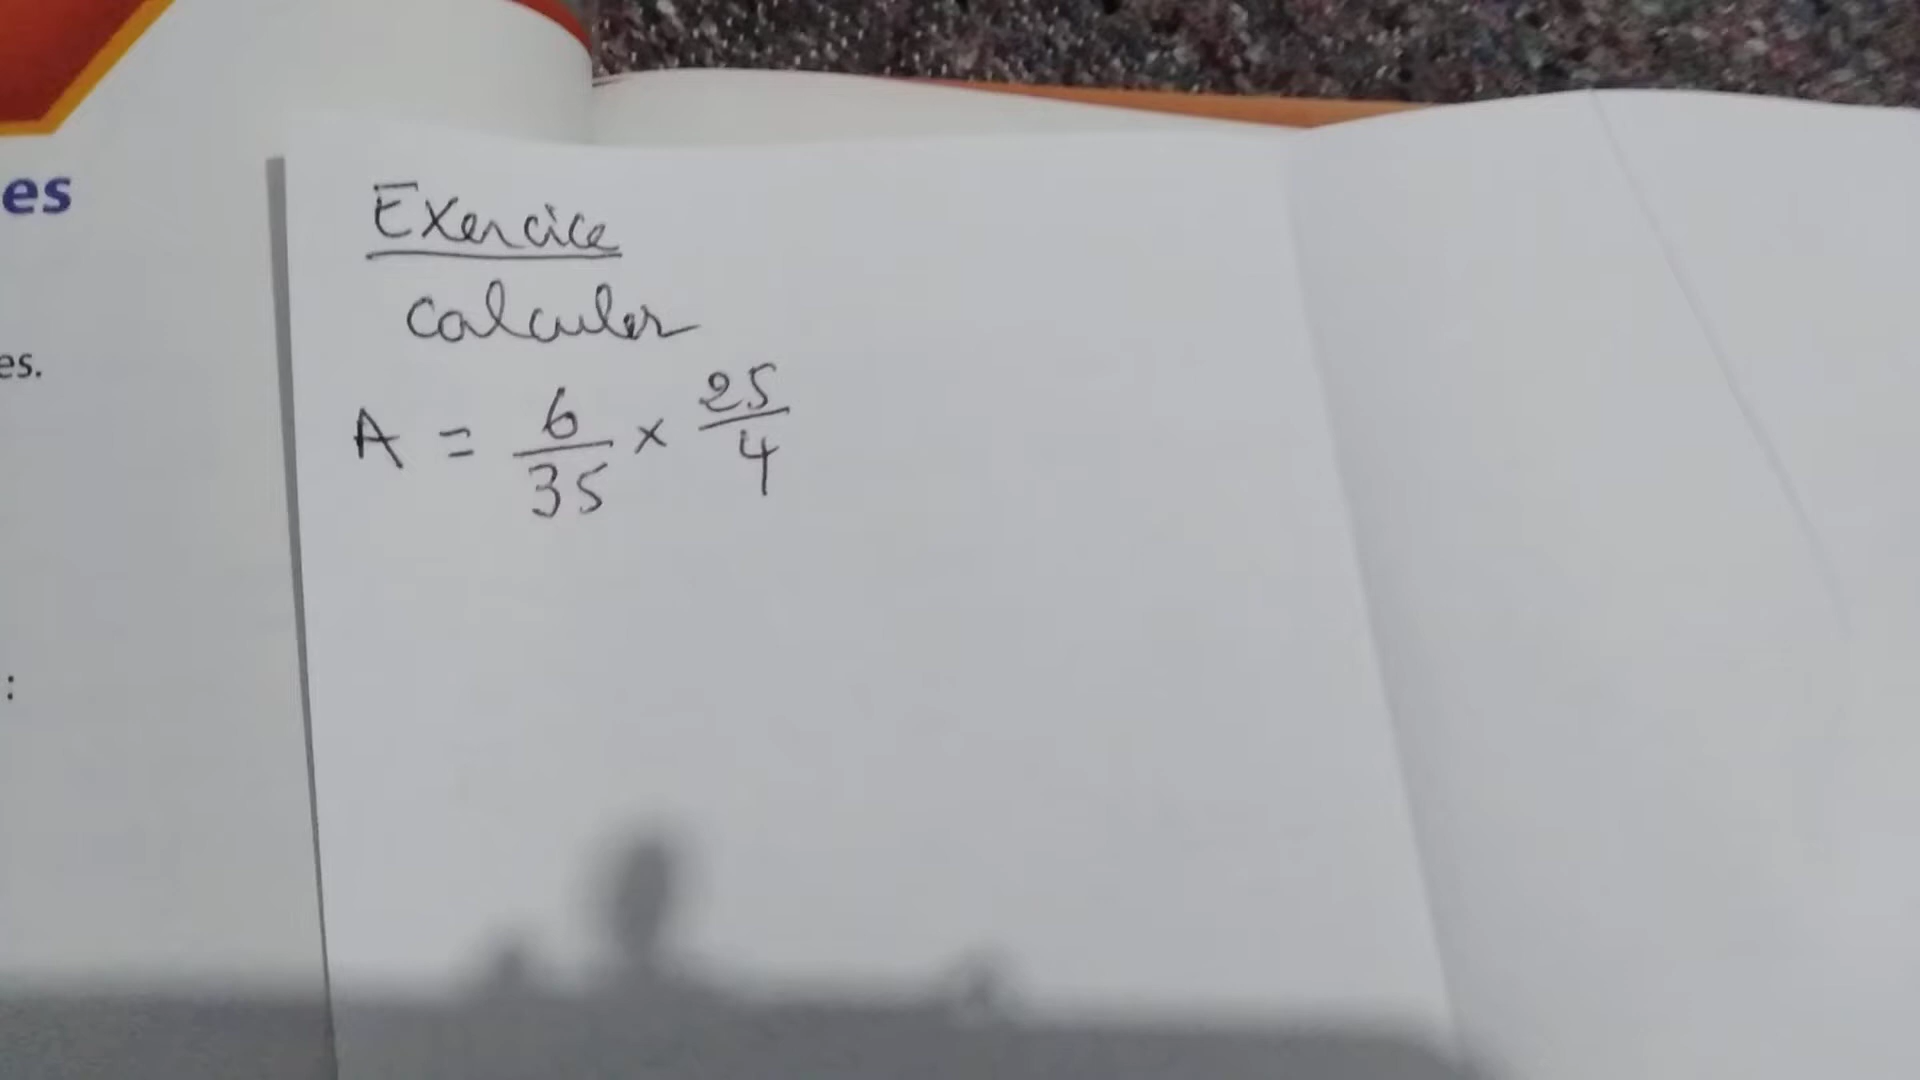 es
es.
:
Exercice
calculer
A = 6/35 × 25/4